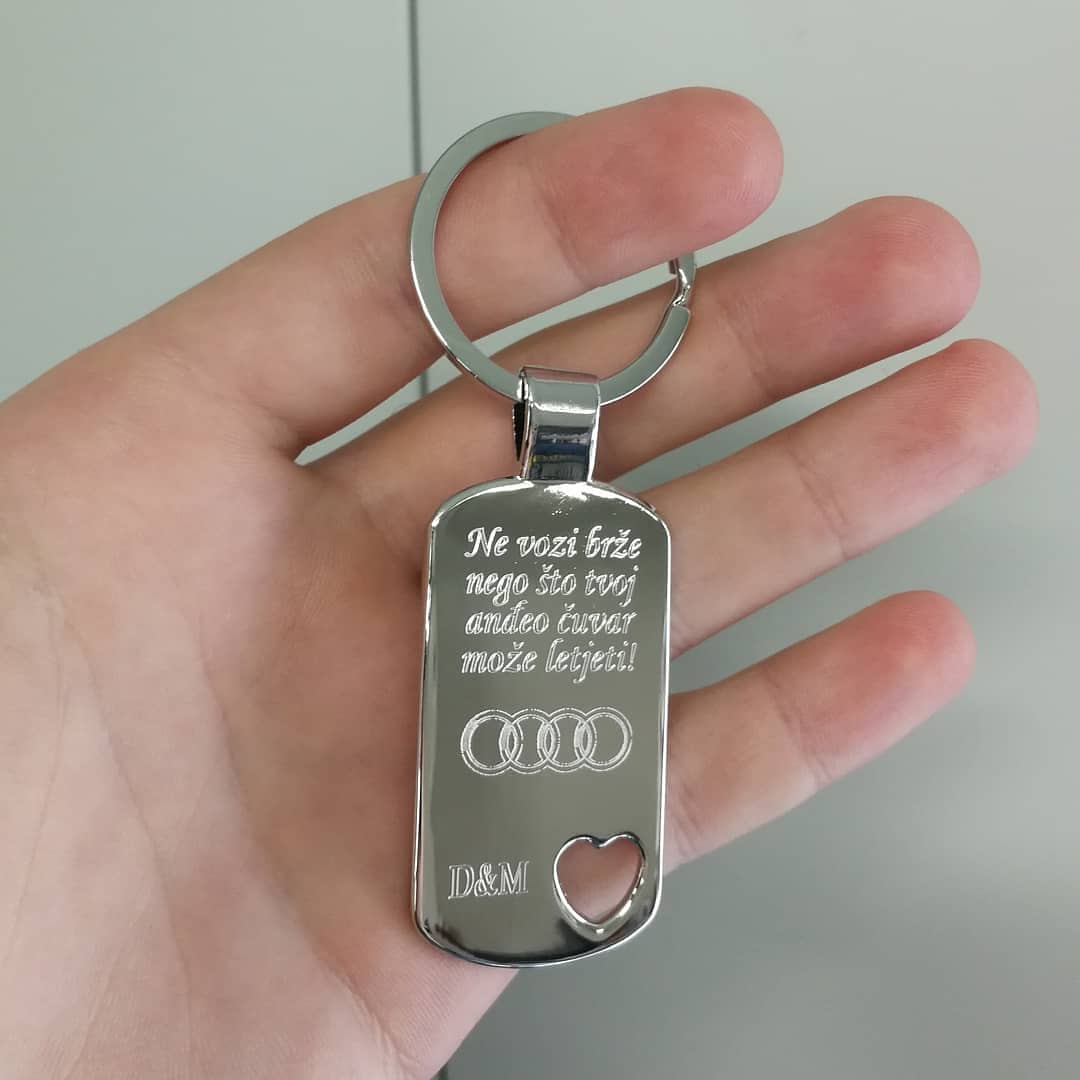 Ne vozi brže
nego što tvoj
anđeo čuvar
može letjeti!
D&M